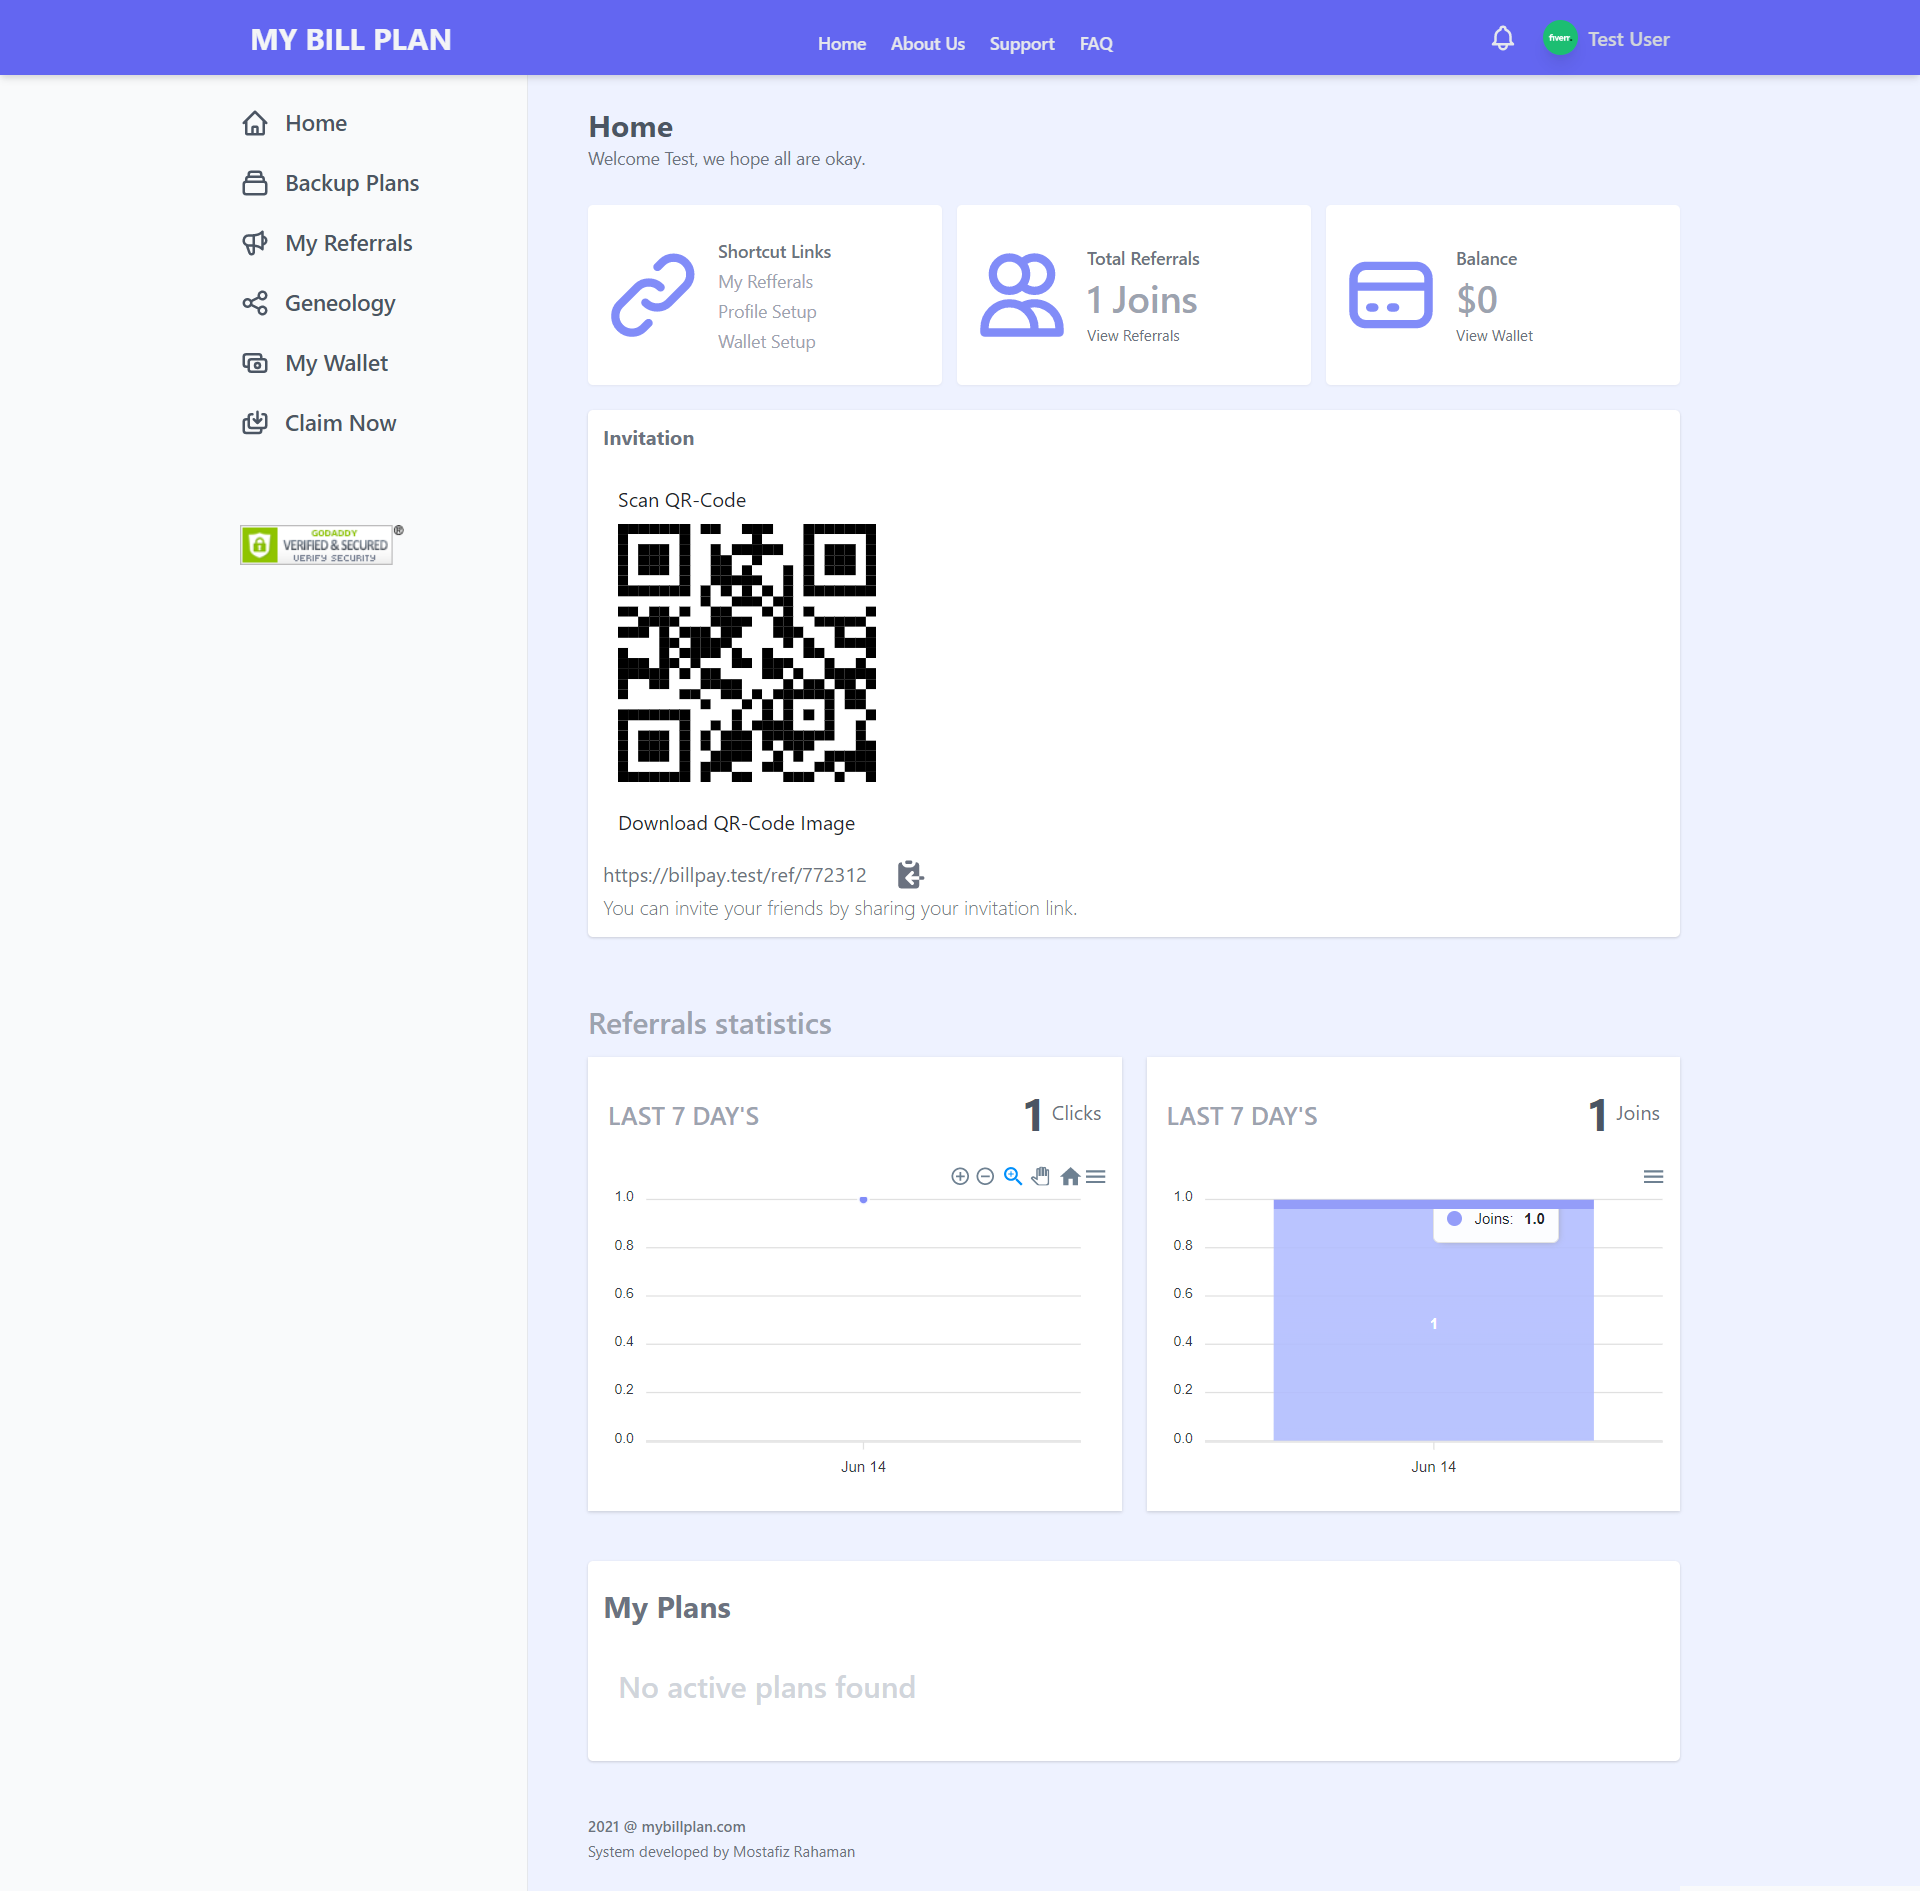 MY BILL PLAN
Home About Us Support FAQ
fiverr.
Test User
Home
Backup Plans
My Referrals
Geneology
My Wallet
Claim Now
GODADDY
VERIFIED & SECURED
VERIFY SECURITY
®
Home
Welcome Test, we hope all are okay.
Shortcut Links
My Refferals
Profile Setup
Wallet Setup
Total Referrals
1 Joins
View Referrals
Balance
$0
View Wallet
Invitation
Scan QR-Code
Download QR-Code Image
https://billpay.test/ref/772312
You can invite your friends by sharing your invitation link.
Referrals statistics
LAST 7 DAY'S
1 Clicks
1.0
0.8
0.6
0.4
0.2
0.0
Jun 14
LAST 7 DAY'S
1 Joins
1.0
0.8
0.6
0.4
0.2
0.0
Joins: 1.0
1
Jun 14
My Plans
No active plans found
2021 @ mybillplan.com
System developed by Mostafiz Rahaman